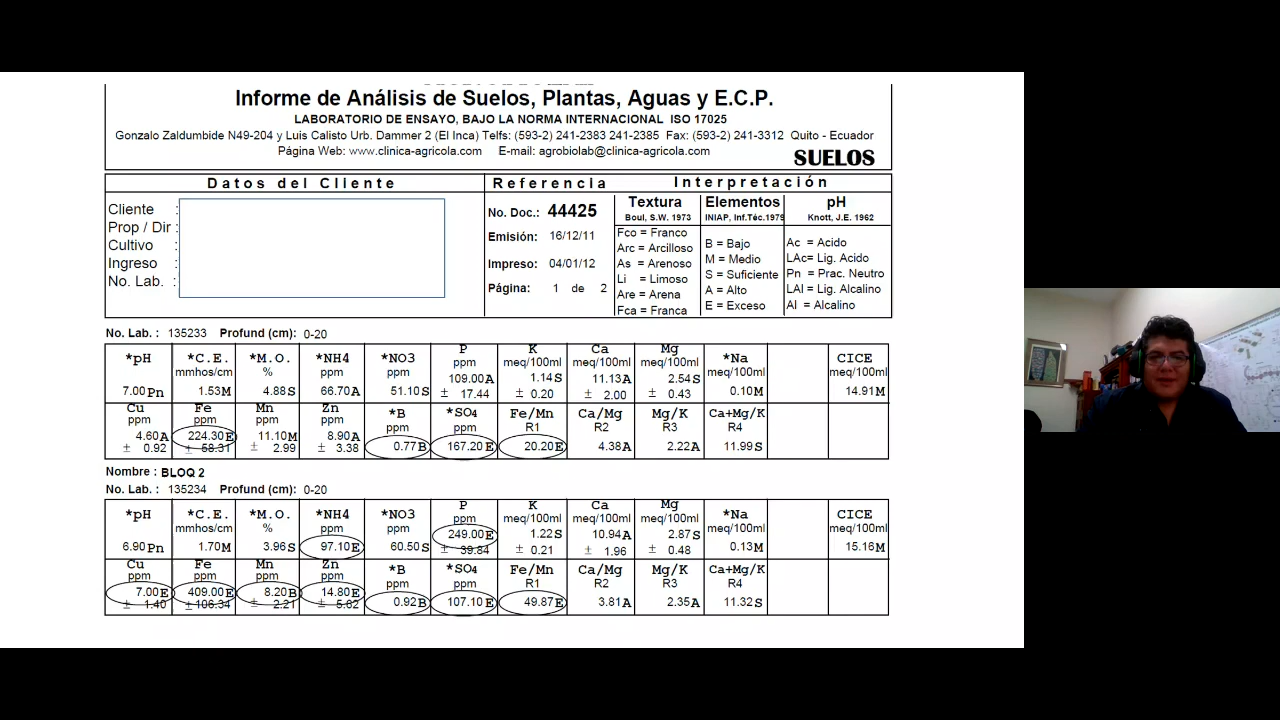 Informe de Análisis de Suelos, Plantas, Aguas y E.C.P.
LABORATORIO DE ENSAYO, BAJO LA NORMA INTERNACIONAL ISO 17025
Gonzalo Zaldumbide N49-204 y Luis Calisto Urb. Dammer 2 (El Inca) Telfs: (593-2) 241-2383 241-2385 Fax: (593-2) 241-3312 Quito - Ecuador
Página Web: www.clinica-agricola.com E-mail: agrobiolab@clinica-agricola.com
SUELOS
Datos del Cliente Referencia Interpretación
Cliente :
Prop / Dir :
Cultivo :
Ingreso :
No. Lab. :
No. Doc.: 44425
Emisión: 16/12/11
Impreso: 04/01/12
Página: 1 de 2
Textura
Boul, S.W. 1973
Fco = Franco
Arc = Arcilloso
As = Arenoso
Li = Limoso
Are = Arena
Fca = Franca
Elementos
INIAP, Inf.Téc.1979
B = Bajo
M = Medio
S = Suficiente
A = Alto
E = Exceso
pH
Knott, J.E. 1962
Ac = Acido
LAc= Lig. Acido
Pn = Prac. Neutro
LAl = Lig. Alcalino
Al = Alcalino
No. Lab.: 135233 Profund (cm): 0-20
*pH *C.E. *M.O. *NH4 *NO3 P K Ca Mg *Na CICE
mmhos/cm % ppm ppm ppm meq/100ml meq/100ml meq/100ml meq/100ml meq/100ml
7.00Pn 1.53M 4.88S 66.70A 51.10S 109.00A 1.14S 11.13A 2.54S 0.10M 14.91M
± 17.44 ± 0.20 ± 2.00 ± 0.43
Cu Fe Mn Zn *B *SO4 Fe/Mn Ca/Mg Mg/K Ca+Mg/K
ppm ppm ppm ppm ppm ppm R1 R2 R3 R4
4.60A 224.30E 11.10M 8.90A 0.77B 167.20E 20.20E 4.38A 2.22A 11.99S
± 0.92 ± 58.31 ± 2.99 ± 3.38
Nombre : BLOQ 2
No. Lab. : 135234 Profund (cm): 0-20
*pH *C.E. *M.O. *NH4 *NO3 P K Ca Mg *Na CICE
mmhos/cm % ppm ppm ppm meq/100ml meq/100ml meq/100ml meq/100ml meq/100ml
6.90Pn 1.70M 3.96S 97.10E 60.50S 249.00E 1.22S 10.94A 2.87S 0.13M 15.16M
± 39.84 ± 0.21 ± 1.96 ± 0.48
Cu Fe Mn Zn *B *SO4 Fe/Mn Ca/Mg Mg/K Ca+Mg/K
ppm ppm ppm ppm ppm ppm R1 R2 R3 R4
7.00E 409.00E 8.20B 14.80E 0.92B 107.10E 49.87E 3.81A 2.35A 11.32S
± 1.40 ± 106.34 ± 2.21 ± 5.62